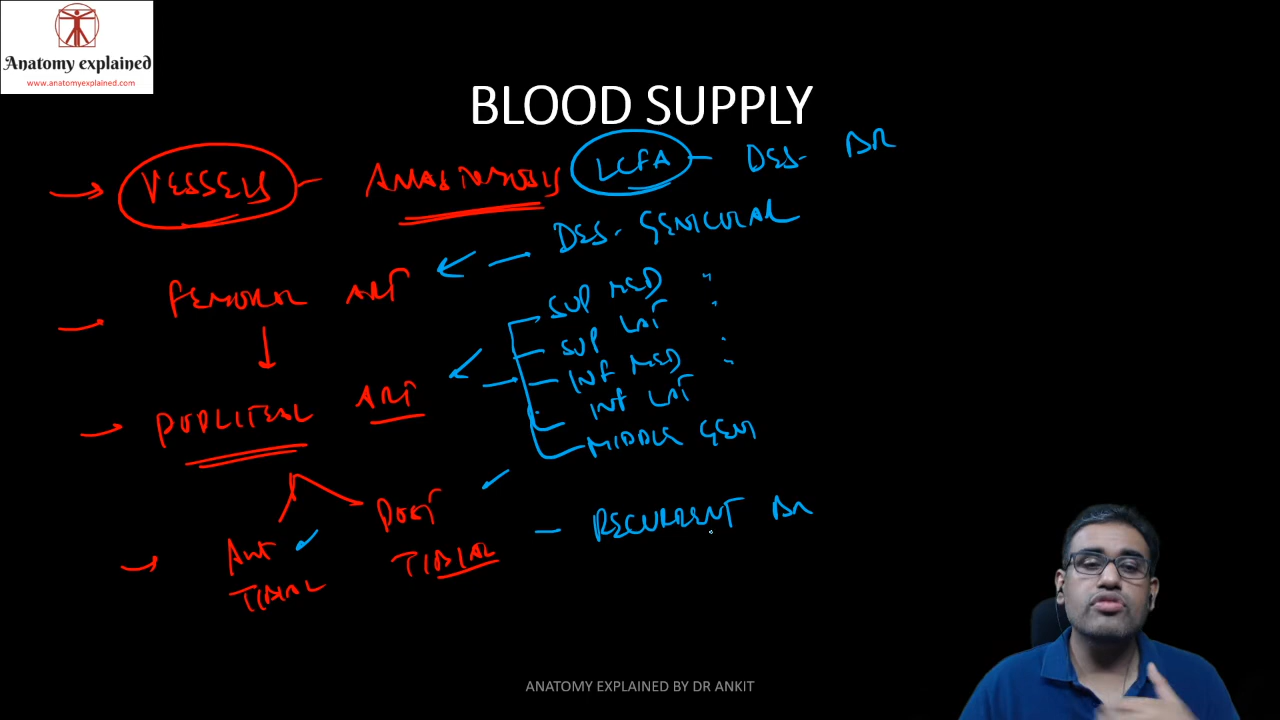 Anatomy explained
www.anatomyexplained.com
BLOOD SUPPLY
VESSELS – ANASTOMOSIS LCFA – DES. BR
DES. GENICULAR
FEMORAL ART
SUP MED "
SUP LAT "
INF MED "
INF LAT "
MIDDLE GENI
POPLITEAL ART
POST TIBIAL – RECURRENT BR
ANT TIBIAL
ANATOMY EXPLAINED BY DR ANKIT